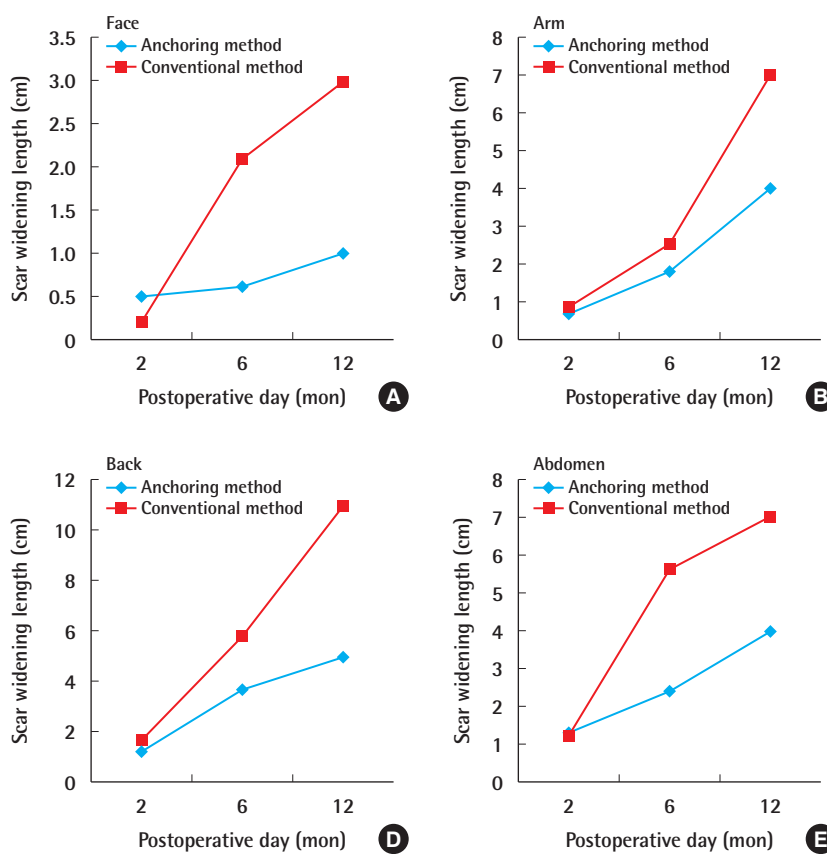 Face
Anchoring method
Conventional method
3.5
3.0
2.5
2.0
1.5
1.0
0.5
0
Scar widening length (cm)
2 6 12
Postoperative day (mon)
A
Arm
Anchoring method
Conventional method
8
7
6
5
4
3
2
1
0
Scar widening length (cm)
2 6 12
Postoperative day (mon)
B
Back
Anchoring method
Conventional method
12
10
8
6
4
2
0
Scar widening length (cm)
2 6 12
Postoperative day (mon)
D
Abdomen
Anchoring method
Conventional method
8
7
6
5
4
3
2
1
0
Scar widening length (cm)
2 6 12
Postoperative day (mon)
E